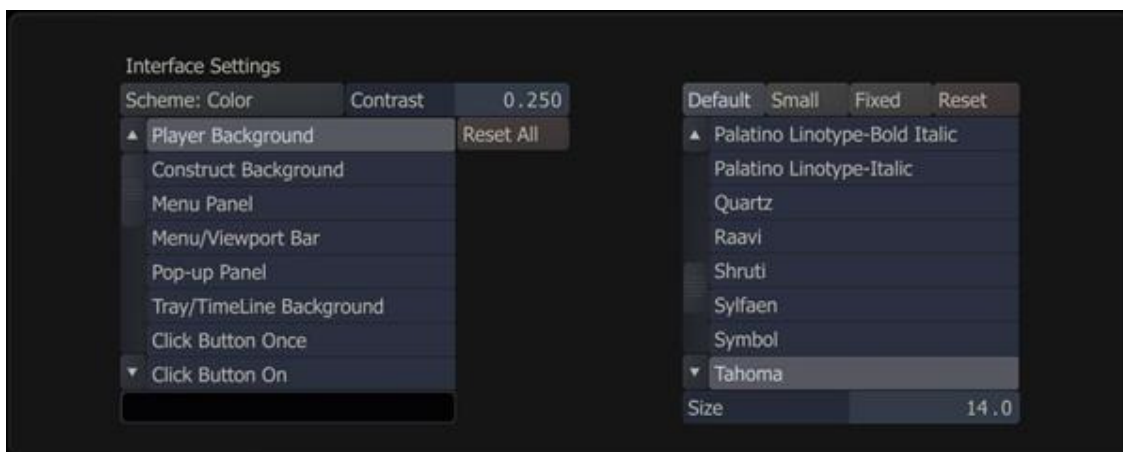 Interface Settings
Scheme: Color Contrast 0.250
Player Background Reset All
Construct Background
Menu Panel
Menu/Viewport Bar
Pop-up Panel
Tray/TimeLine Background
Click Button Once
Click Button On
Default Small Fixed Reset
Palatino Linotype-Bold Italic
Palatino Linotype-Italic
Quartz
Raavi
Shruti
Sylfaen
Symbol
Tahoma
Size 14.0